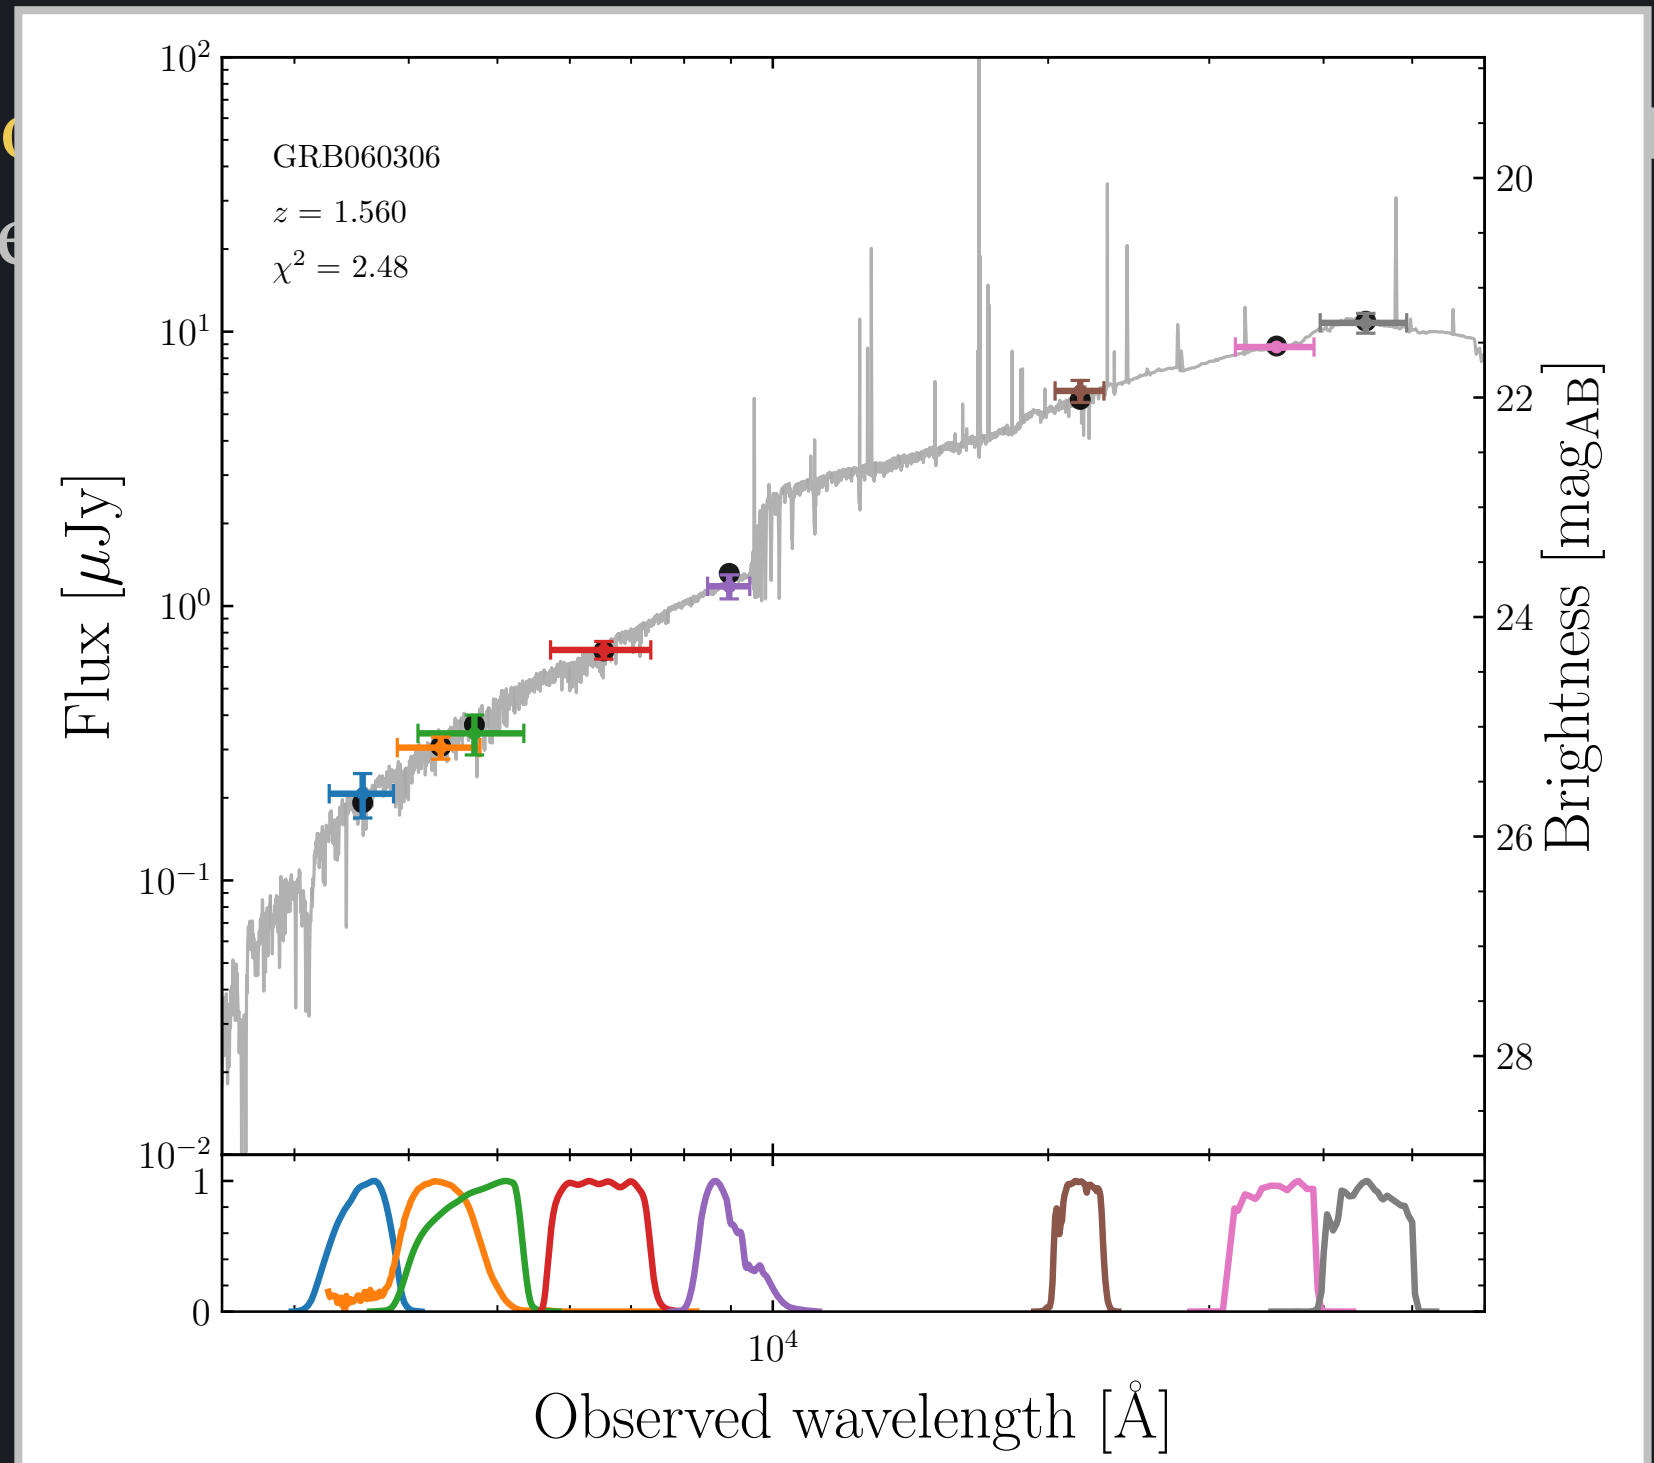 GRB060306
z = 1.560
χ² = 2.48
10²
10¹
10⁰
10⁻¹
10⁻²
Flux [μJy]
20
22
24
26
28
Brightness [mag_AB]
1
0
10⁴
Observed wavelength [Å]